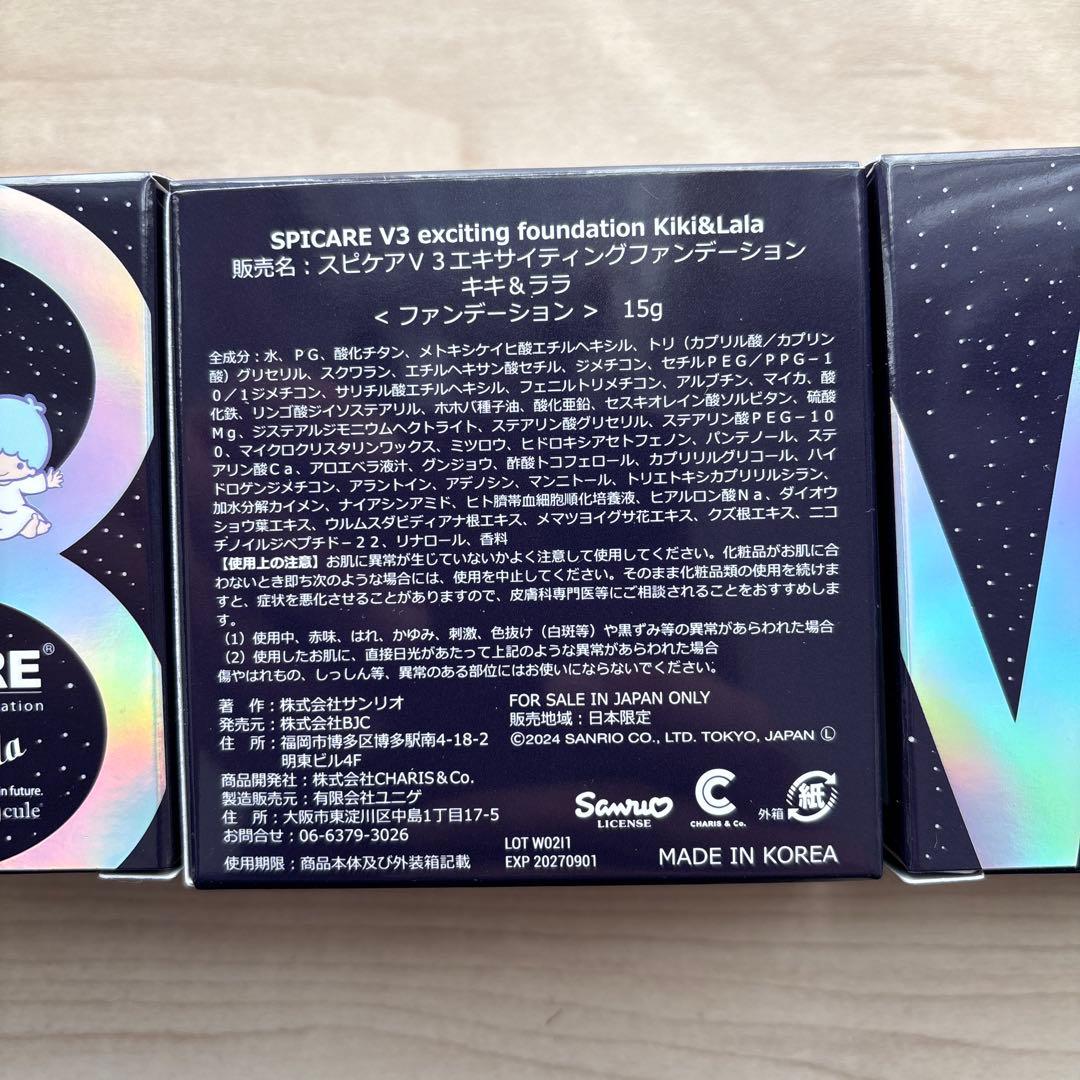 SPICARE V3 exciting foundation Kiki&Lala
販売名：スピケアV３エキサイティングファンデーション
キキ＆ララ
＜ファンデーション＞ 15g
全成分：水、PG、酸化チタン、メトキシケイヒ酸エチルヘキシル、トリ（カプリル酸／カプリン
酸）グリセリル、スクワラン、エチルヘキサン酸セチル、ジメチコン、セチルPEG／PPG－1
0／1ジメチコン、サリチル酸エチルヘキシル、フェニルトリメチコン、アルブチン、マイカ、酸
化鉄、リンゴ酸ジイソステアリル、ホホバ種子油、酸化亜鉛、セスキオレイン酸ソルビタン、硫酸
Mg、ジステアルジモニウムヘクトライト、ステアリン酸グリセリル、ステアリン酸PEG－10
0、マイクロクリスタリンワックス、ミツロウ、ヒドロキシアセトフェノン、パンテノール、ステ
アリン酸Ca、アロエベラ液汁、グンジョウ、酢酸トコフェロール、カプリリルグリコール、ハイ
ドロゲンジメチコン、アラントイン、アデノシン、マンニトール、トリエトキシカプリリルシラン、
加水分解カイメン、ナイアシンアミド、ヒト臍帯血細胞順化培養液、ヒアルロン酸Na、ダイオウ
ショウ葉エキス、ウルムスダビディアナ根エキス、メマツヨイグサ花エキス、クズ根エキス、ニコ
チノイルジペプチド－22、リナロール、香料
【使用上の注意】お肌に異常が生じていないかよく注意して使用してください。化粧品がお肌に合
わないとき即ち次のような場合には、使用を中止してください。そのまま化粧品類の使用を続けま
すと、症状を悪化させることがありますので、皮膚科専門医等にご相談されることをおすすめしま
す。
（1）使用中、赤味、はれ、かゆみ、刺激、色抜け（白斑等）や黒ずみ等の異常があらわれた場合
（2）使用したお肌に、直接日光があたって上記のような異常があらわれた場合
傷やはれもの、しっしん等、異常のある部位にはお使いにならないでください。
著　作：株式会社サンリオ
発売元：株式会社BJC
住　所：福岡市博多区博多駅南4-18-2
明東ビル4F
商品開発社：株式会社CHARIS＆Co.
製造販売元：有限会社ユニゲ
住　所：大阪市東淀川区中島1丁目17-5
お問合せ：06-6379-3026
使用期限：商品本体及び外装箱記載
FOR SALE IN JAPAN ONLY
販売地域：日本限定
©2024 SANRIO CO., LTD. TOKYO, JAPAN Ⓛ
Sanrio
LICENSE
C
CHARIS & Co.
外箱
紙
LOT W02I1
EXP 20270901
MADE IN KOREA
RE®
ation
la
in future.
cule®